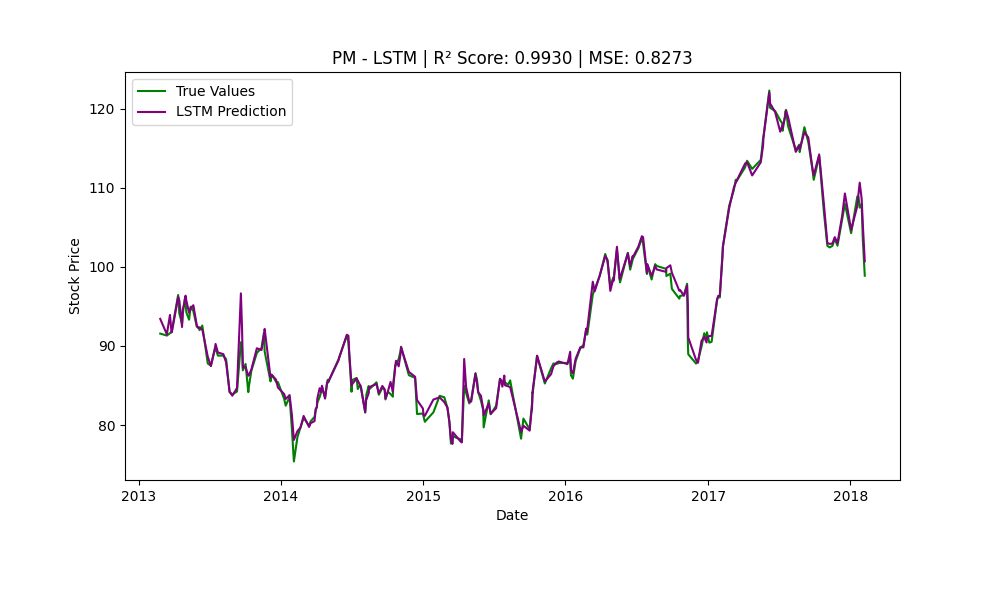 PM - LSTM | R² Score: 0.9930 | MSE: 0.8273
True Values
LSTM Prediction
120
110
100
90
80
Stock Price
2013 2014 2015 2016 2017 2018
Date